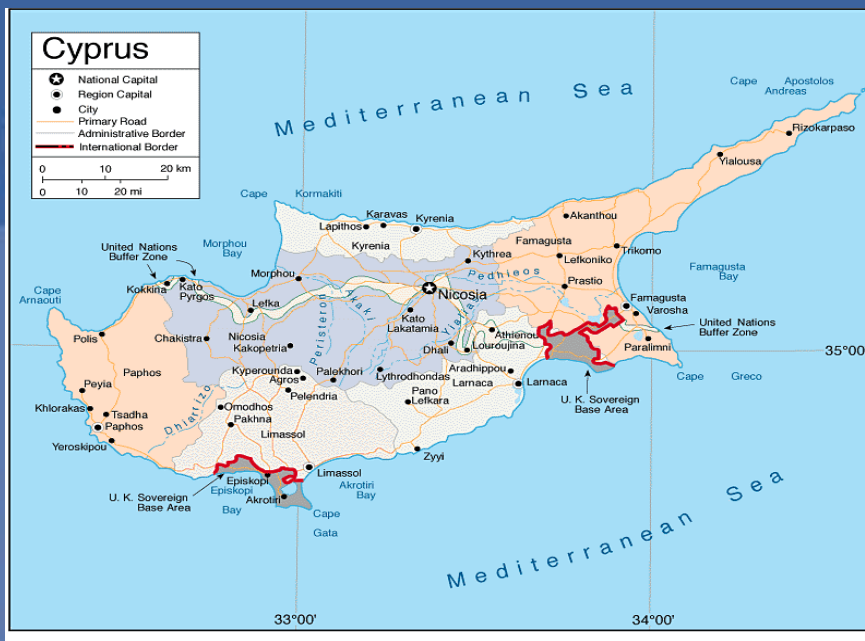 Cyprus
National Capital
Region Capital
City
Primary Road
Administrative Border
International Border
0 10 20 km
0 10 20 mi
Mediterranean Sea
Cape Apostolos
Andreas
Rizokarpaso
Yialousa
Cape Kormakiti
Akanthou
Karavas
Lapithos
Kyrenia
Kyrenia
Famagusta
Trikomo
United Nations
Buffer Zone
Morphou
Bay
Kythrea
Lefkoniko
Famagusta
Bay
Morphou
Pedhieos
Prastio
Kokkina
Kato
Pyrgos
Nicosia
Cape
Arnaouti
Lefka
Akaki
Famagusta
Varosha
Kato
Lakatamia
Yialias
United Nations
Buffer Zone
Polis
Chakistra
Nicosia
Kakopetria
Peristeron
Athienou
Dhali
Louroujina
Paralimni
35°00'
Paphos
Kyperounda
Agros
Palekhori
Lythrodhondas
Aradhippou
Larnaca
Larnaca
Cape Greco
Peyia
Pelendria
Pano
Lefkara
U. K. Sovereign
Base Area
Khlorakas
Tsadha
Paphos
Omodhos
Pakhna
Dhiarizo
Limassol
Yeroskipou
Zyyi
Limassol
Episkopi
U. K. Sovereign
Base Area
Episkopi
Bay
Akrotiri
Akrotiri
Bay
Cape
Gata
Mediterranean Sea
33°00'
34°00'